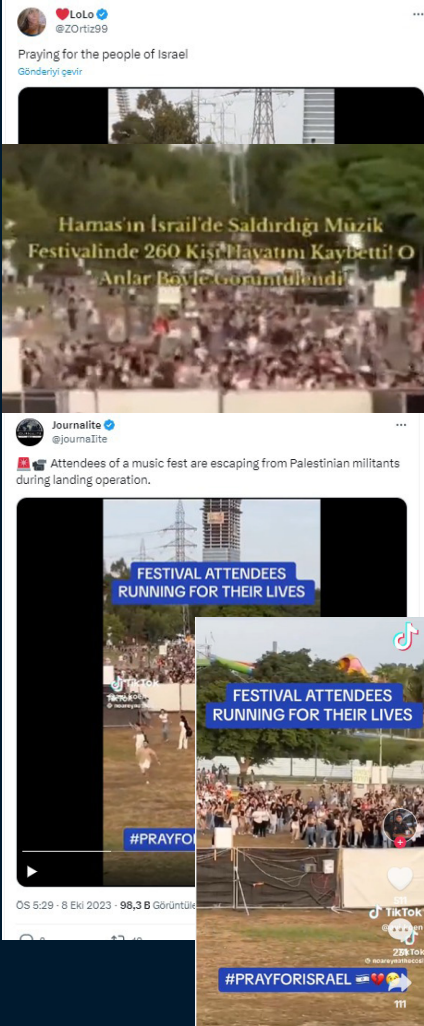 ❤️LoLo
@ZOrtiz99
Praying for the people of Israel
Gönderiyi çevir
Hamas'ın İsrail'de Saldırdığı Müzik
Festivalinde 260 Kişi Hayatını Kaybetti! O
Anlar Böyle Görüntülendi!
Journalite
@journaIite
🚨📹 Attendees of a music fest are escaping from Palestinian militants
during landing operation.
FESTIVAL ATTENDEES
RUNNING FOR THEIR LIVES
TikTok
#PRAYFOI
ÖS 5:29 · 8 Eki 2023 · 98,3 B Görüntüle
FESTIVAL ATTENDEES
RUNNING FOR THEIR LIVES
TikTok
#PRAYFORISRAEL 🇮🇱💔
111